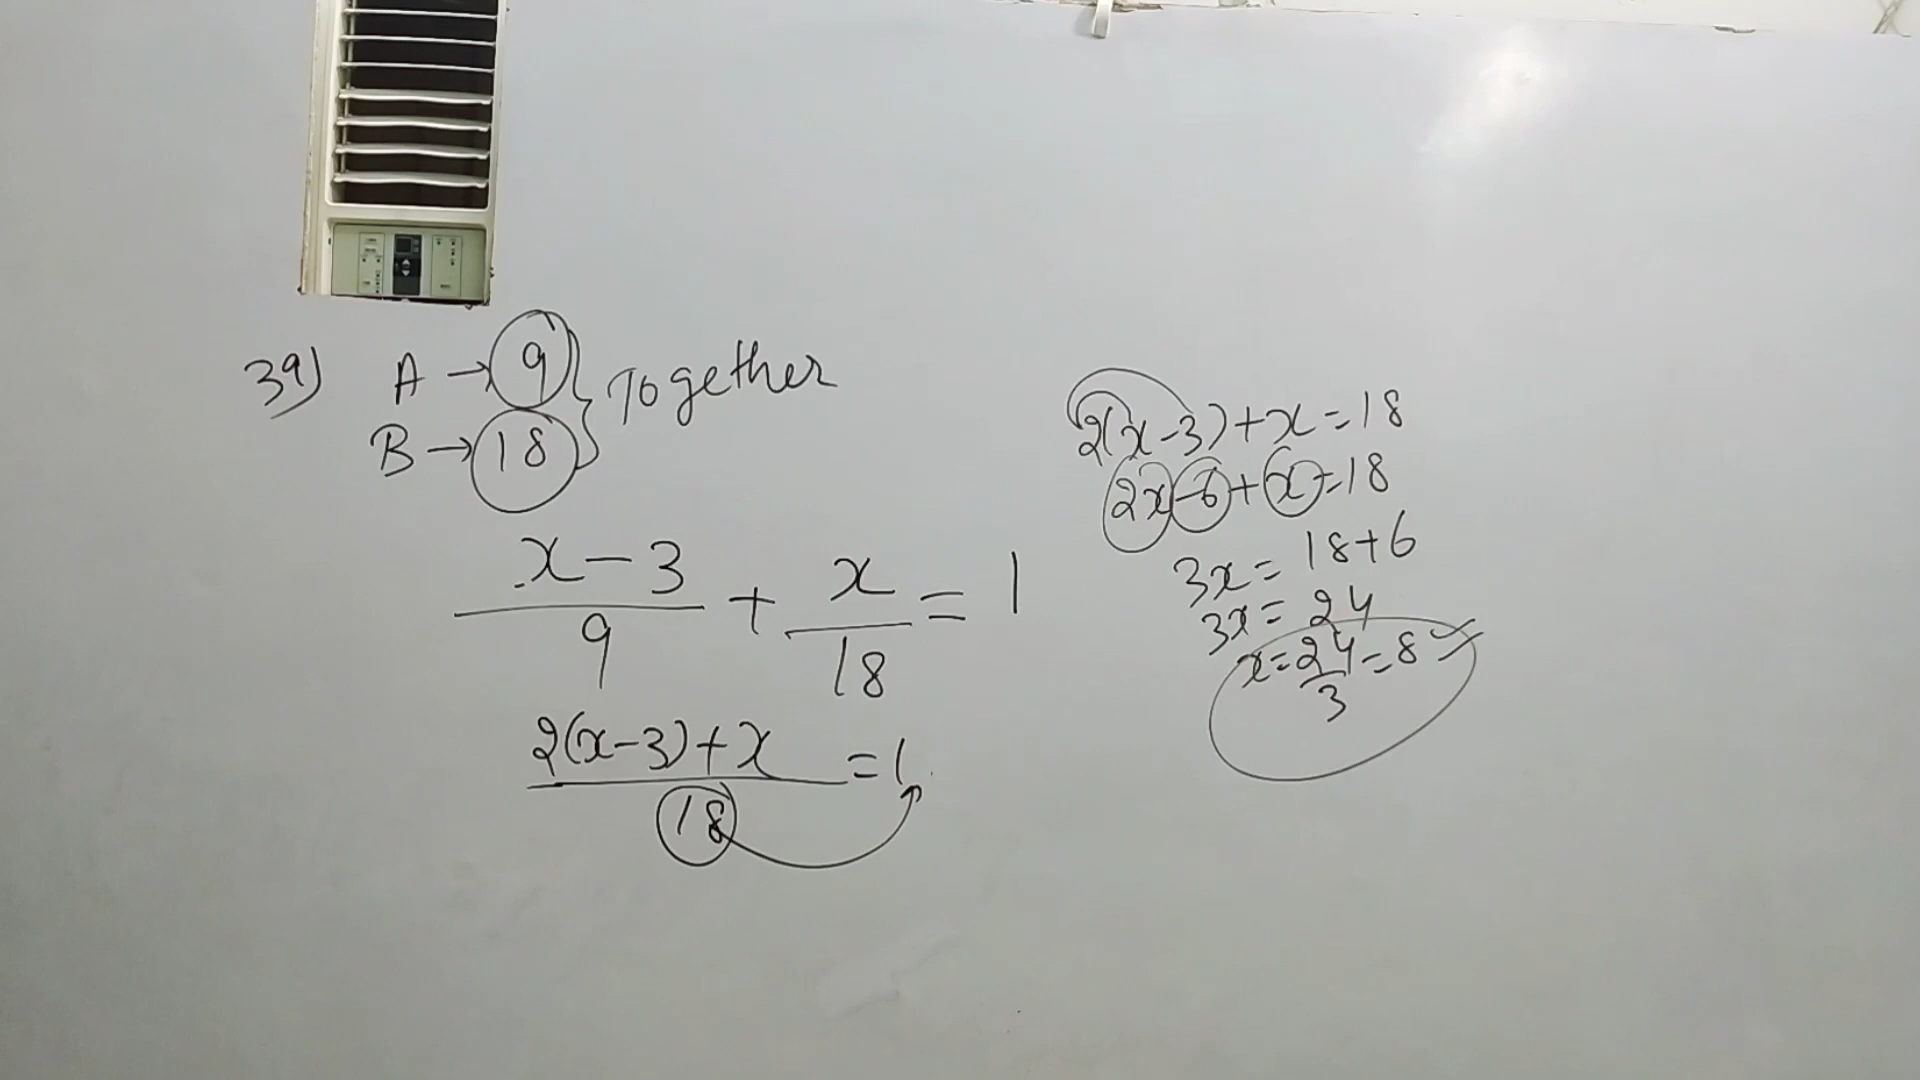 39) A → 9
B → 18 } Together
x-3/9 + x/18 = 1
2(x-3)+x/18 = 1
2(x-3)+x=18
2x-6+x=18
3x= 18+6
3x= 24
x=24/3=8